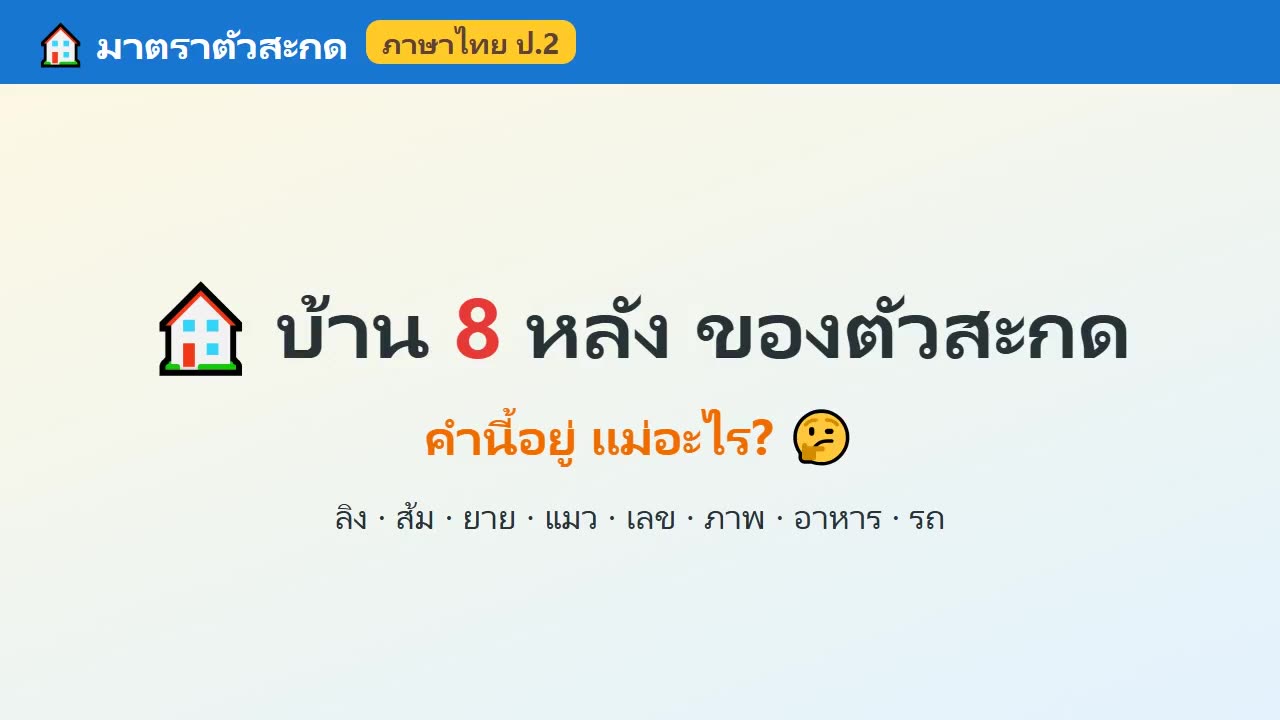 มาตราตัวสะกด ภาษาไทย ป.2
บ้าน 8 หลัง ของตัวสะกด
คำนี้อยู่ แม่อะไร?
ลิง · ส้ม · ยาย · แมว · เลข · ภาพ · อาหาร · รถ